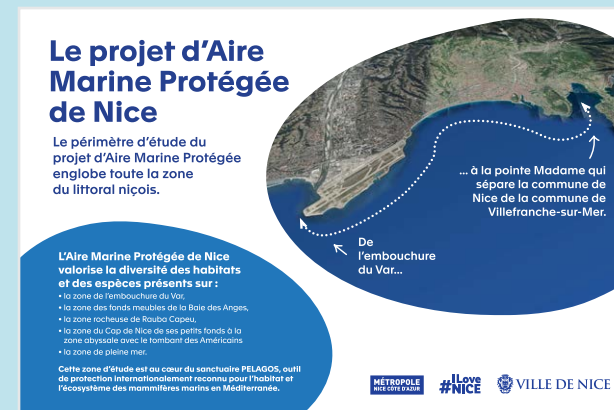 Le projet d’Aire
Marine Protégée
de Nice
Le périmètre d’étude du
projet d’Aire Marine Protégée
englobe toute la zone
du littoral niçois.
... à la pointe Madame qui
sépare la commune de
Nice de la commune de
Villefranche-sur-Mer.
De
l’embouchure
du Var...
L’Aire Marine Protégée de Nice
valorise la diversité des habitats
et des espèces présents sur :
• la zone de l’embouchure du Var,
• la zone des fonds meubles de la Baie des Anges,
• la zone rocheuse de Rauba Capeu,
• la zone du Cap de Nice de ses petits fonds à la
zone abyssale avec le tombant des Américains
• la zone de pleine mer.
Cette zone d’étude est au cœur du sanctuaire PELAGOS, outil
de protection internationalement reconnu pour l’habitat et
l’écosystème des mammifères marins en Méditerranée.
MÉTROPOLE
NICE CÔTE D’AZUR
#ILove
NICE
VILLE DE NICE